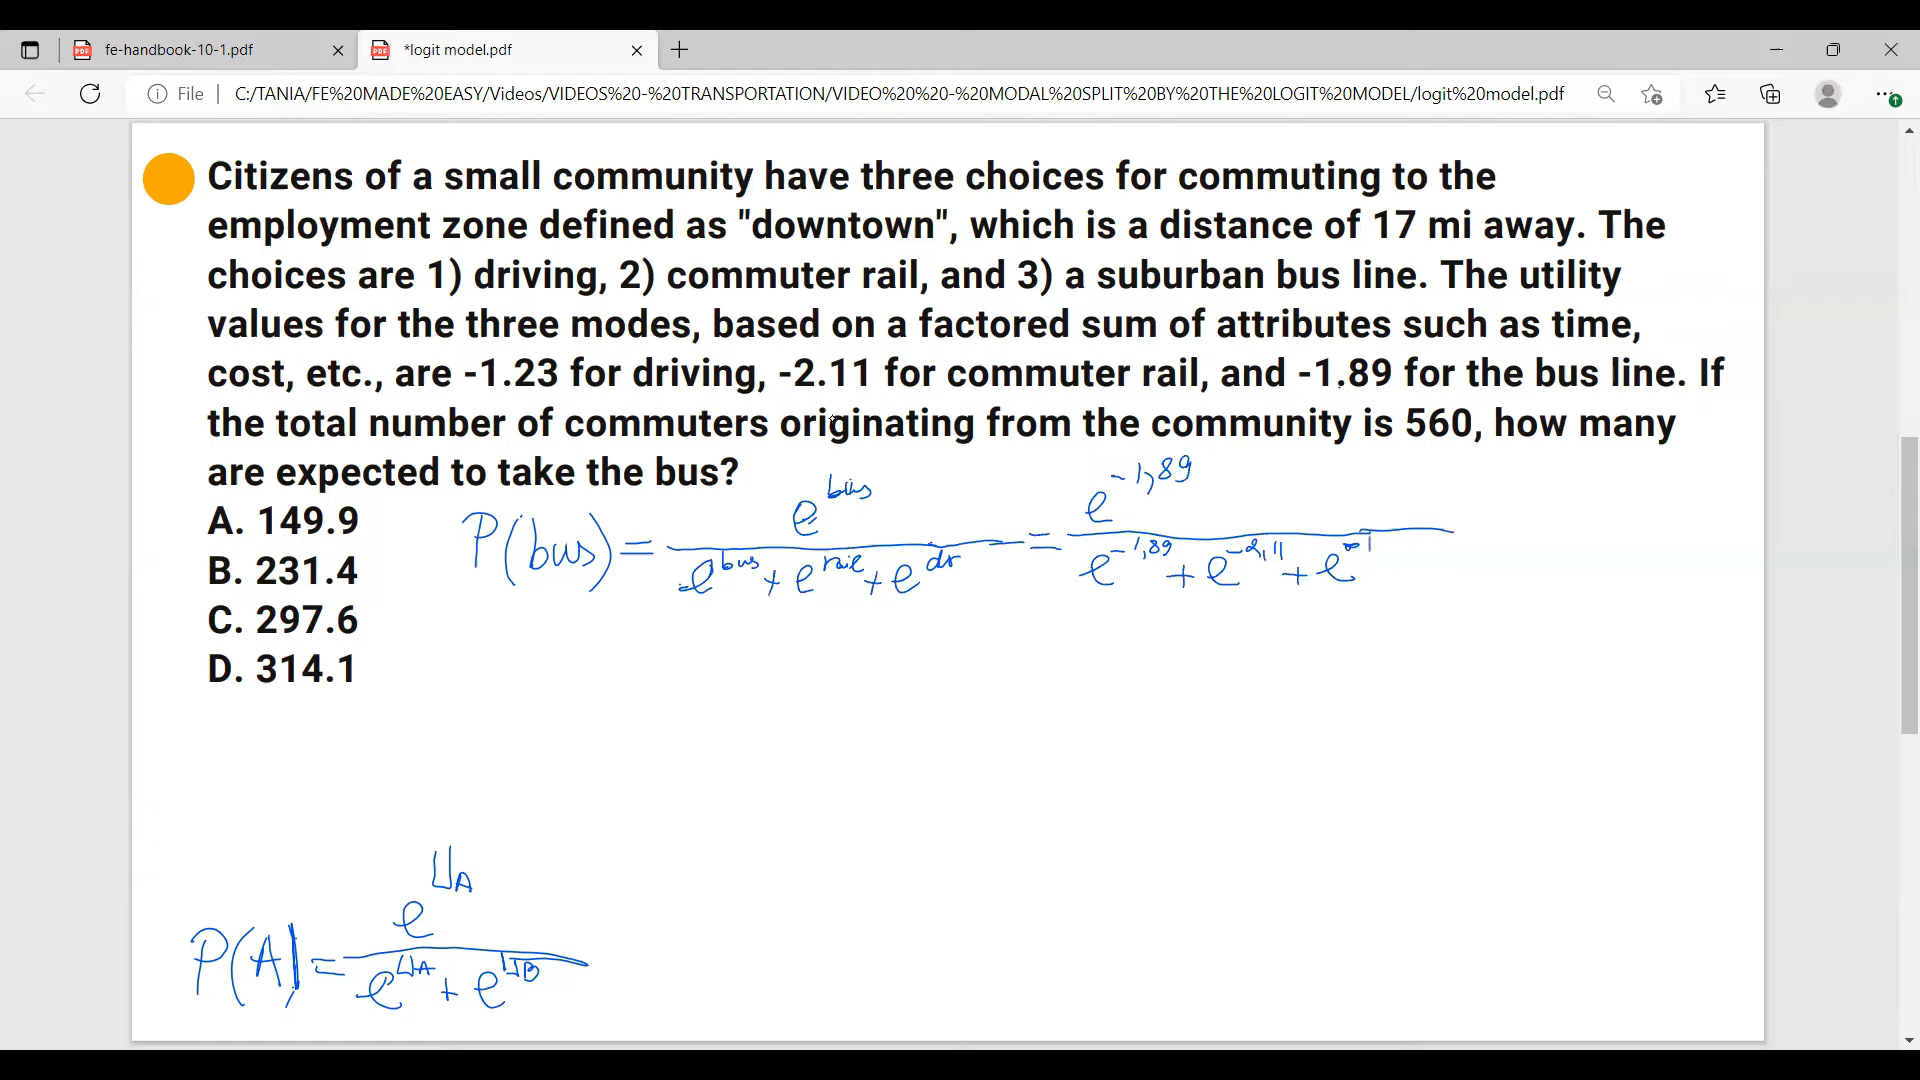 fe-handbook-10-1.pdf
*logit model.pdf
File
C:/TANIA/FE%20MADE%20EASY/Videos/VIDEOS%20-%20TRANSPORTATION/VIDEO%20%20-%20MODAL%20SPLIT%20BY%20THE%20LOGIT%20MODEL/logit%20model.pdf
Citizens of a small community have three choices for commuting to the
employment zone defined as "downtown", which is a distance of 17 mi away. The
choices are 1) driving, 2) commuter rail, and 3) a suburban bus line. The utility
values for the three modes, based on a factored sum of attributes such as time,
cost, etc., are -1.23 for driving, -2.11 for commuter rail, and -1.89 for the bus line. If
the total number of commuters originating from the community is 560, how many
are expected to take the bus?
A. 149.9
B. 231.4
C. 297.6
D. 314.1
e^bus
e^-1,89
P(bus) = =
e^bus + e^rail + e^dr
e^-1,89 + e^-2,11 + e^-1
e^UA
P(A) =
e^UA + e^UB